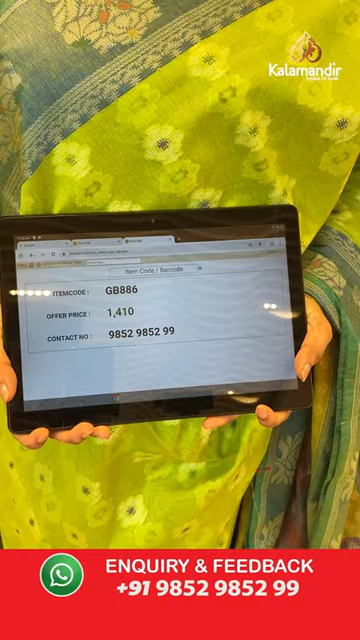 Kalamandir
Item Code / Barcode
ITEMCODE : GB886
OFFER PRICE : 1,410
CONTACT NO : 9852 9852 99
ENQUIRY & FEEDBACK
+91 9852 9852 99